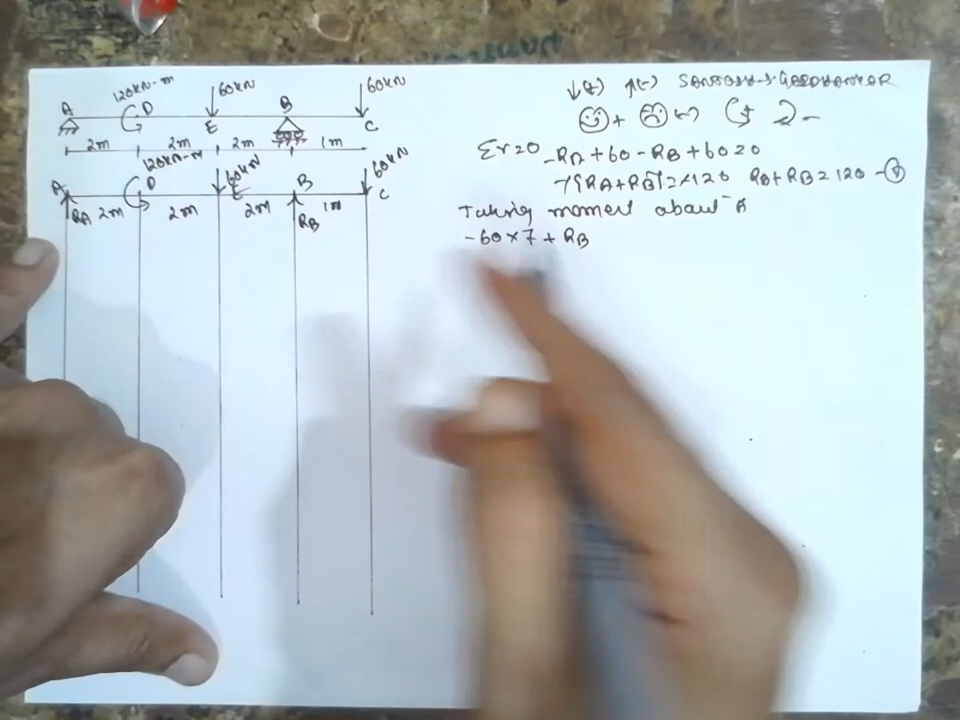 120kN-m 60kN 60kN
A D E B C
2m 2m 2m 1m
120kN-m 60kN 60kN
A D E B C
RA 2m 2m 2m RB 1m
↓(+) ↑(-)
+ (-) + -
Σv=0 -RA+60-RB+60=0
RA+RB = 120 -①
Taking moment about A
-60×7+RB